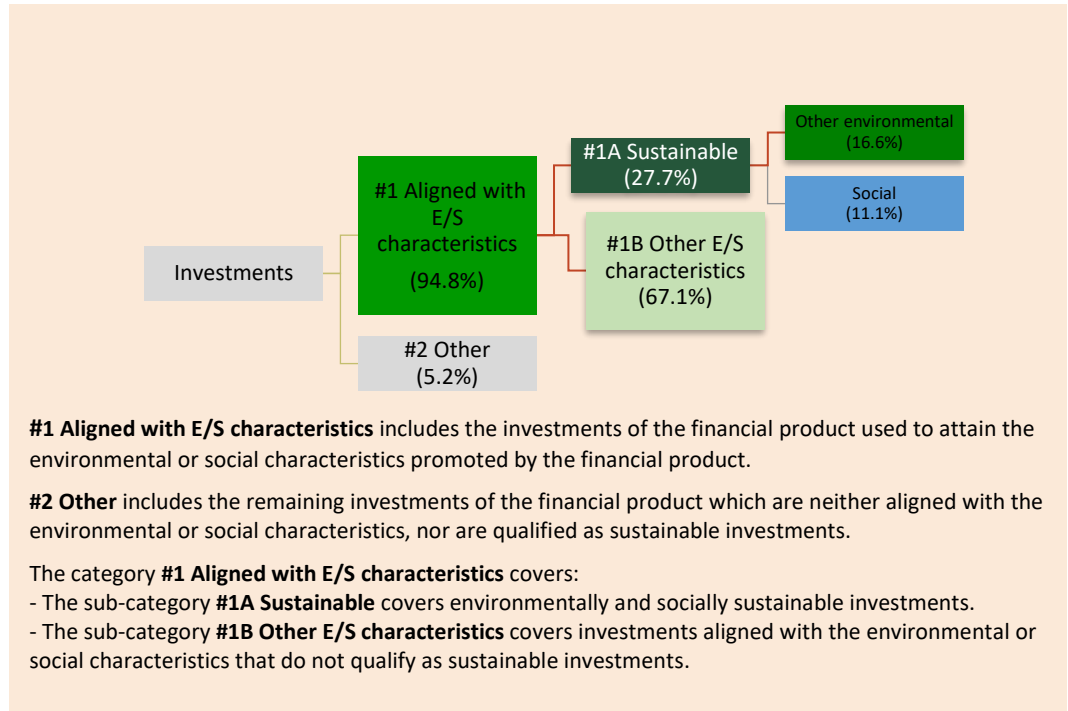 Other environmental
(16.6%)
#1A Sustainable
(27.7%)
Social
(11.1%)
#1 Aligned with
E/S
characteristics
(94.8%)
#1B Other E/S
characteristics
(67.1%)
Investments
#2 Other
(5.2%)
#1 Aligned with E/S characteristics includes the investments of the financial product used to attain the
environmental or social characteristics promoted by the financial product.
#2 Other includes the remaining investments of the financial product which are neither aligned with the
environmental or social characteristics, nor are qualified as sustainable investments.
The category #1 Aligned with E/S characteristics covers:
- The sub-category #1A Sustainable covers environmentally and socially sustainable investments.
- The sub-category #1B Other E/S characteristics covers investments aligned with the environmental or
social characteristics that do not qualify as sustainable investments.